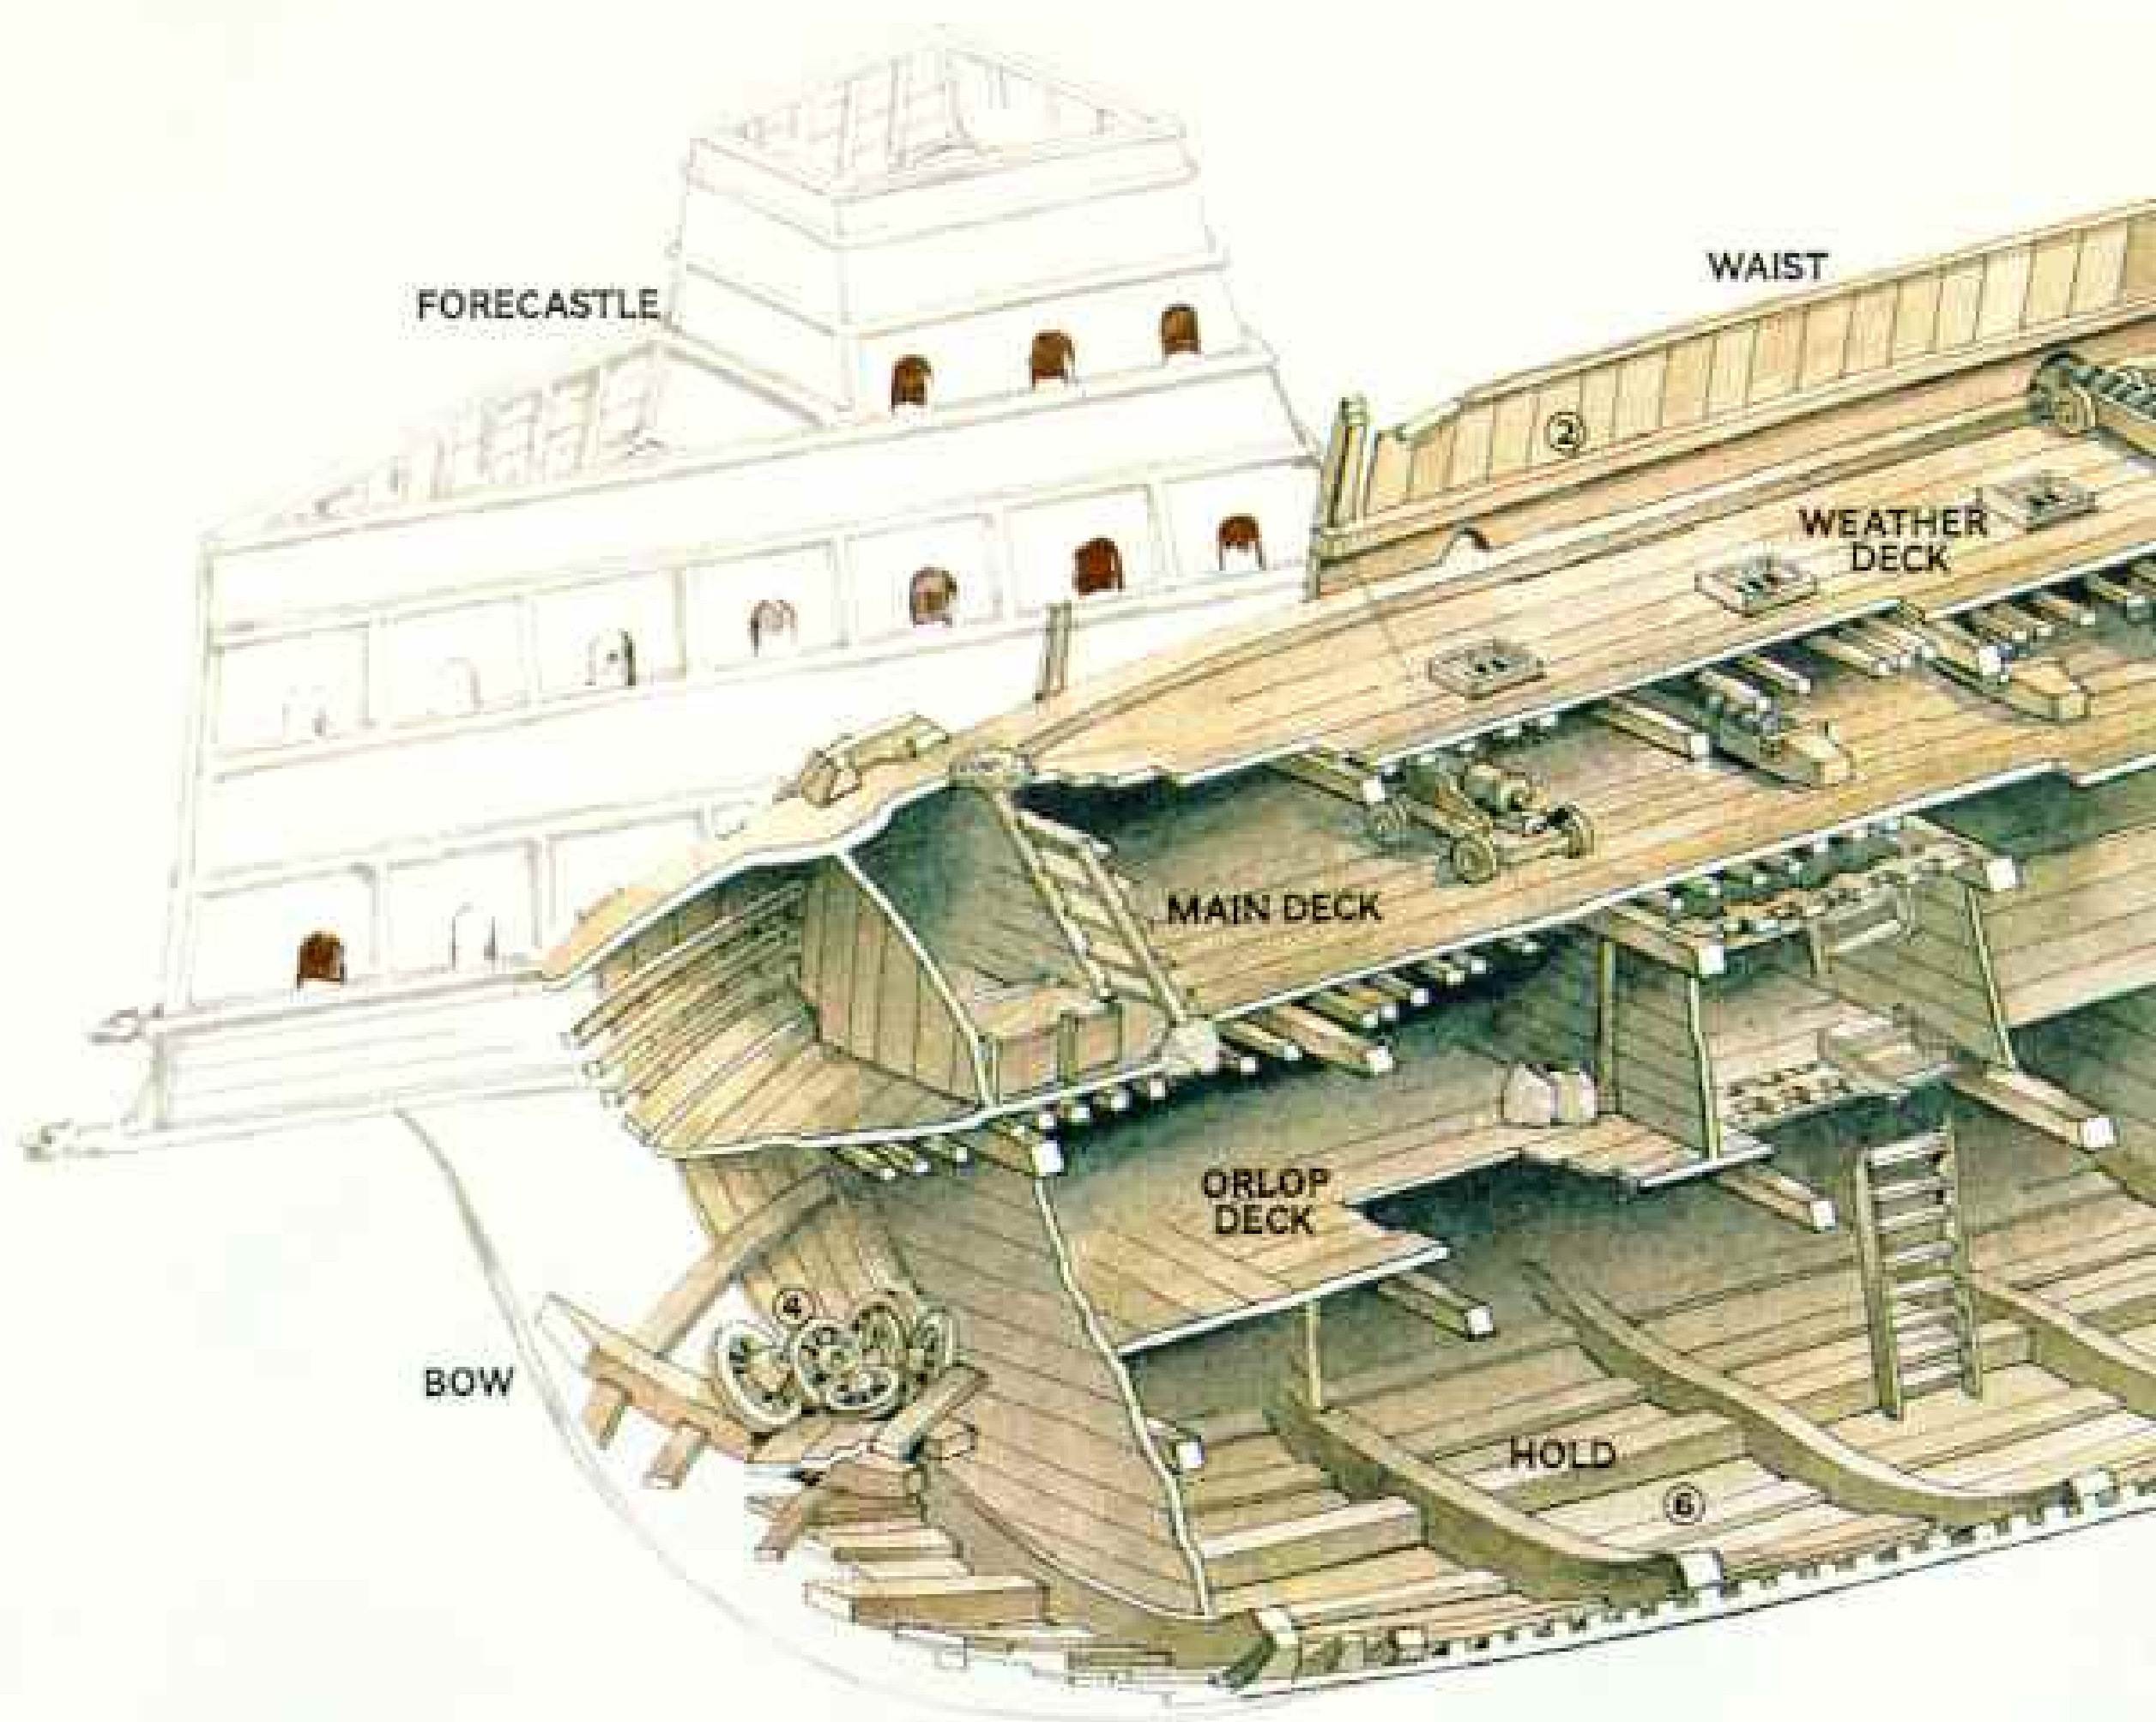 FORECASTLE
WAIST
②
WEATHER
DECK
MAIN DECK
ORLOP
DECK
④
BOW
HOLD
⑥